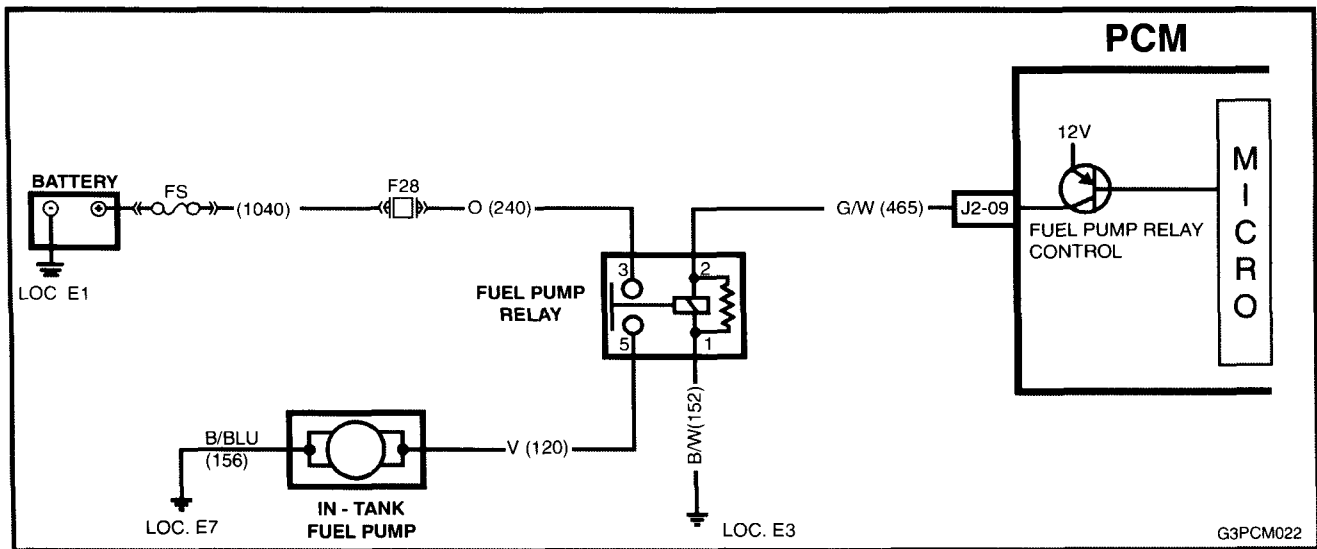 PCM
12V
MICRO
BATTERY
FS
(1040)
F28
O (240)
G/W (465)
J2-09
FUEL PUMP RELAY
CONTROL
LOC E1
FUEL PUMP
RELAY
3
2
5
1
B/W(152)
B/BLU
(156)
V (120)
LOC. E7
IN - TANK
FUEL PUMP
LOC. E3
G3PCM022